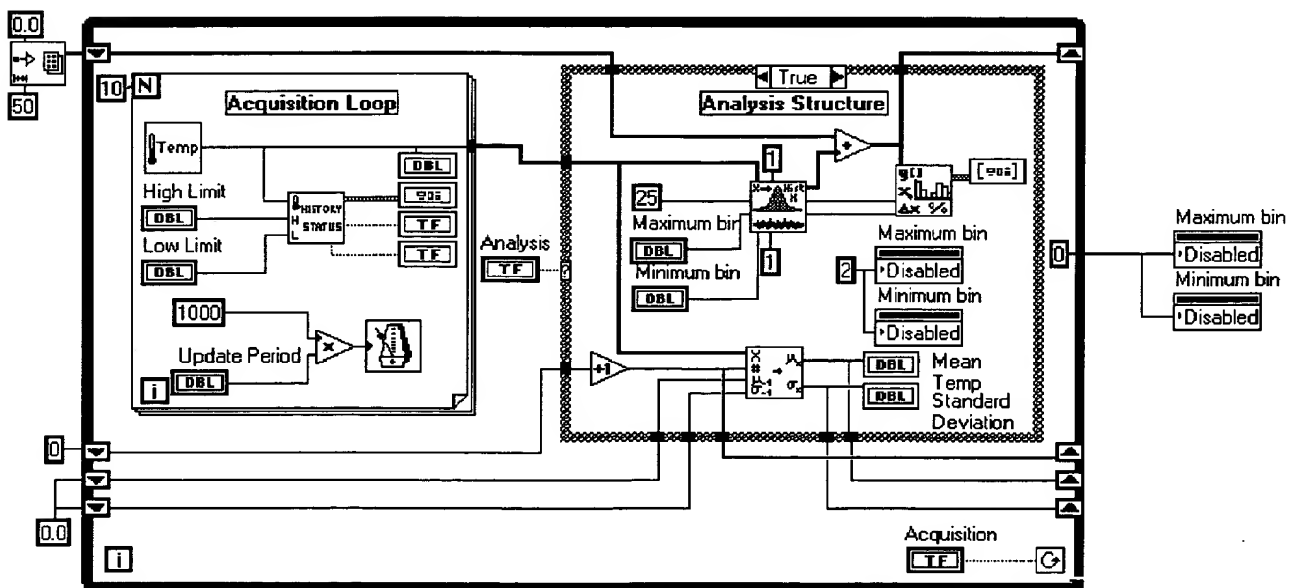 0.0
50
10
N
Acquisition Loop
Temp
High Limit
DBL
Low Limit
DBL
HISTORY
H
L
STATUS
DBL
TF
TF
1000
Update Period
DBL
i
Analysis
TF
?
True
Analysis Structure
1
25
Maximum bin
DBL
Minimum bin
DBL
1
Maximum bin
2
Disabled
Minimum bin
Disabled
+1
DBL
Mean
DBL
Temp
Standard
Deviation
0
Maximum bin
Disabled
Minimum bin
Disabled
0
0.0
i
Acquisition
TF